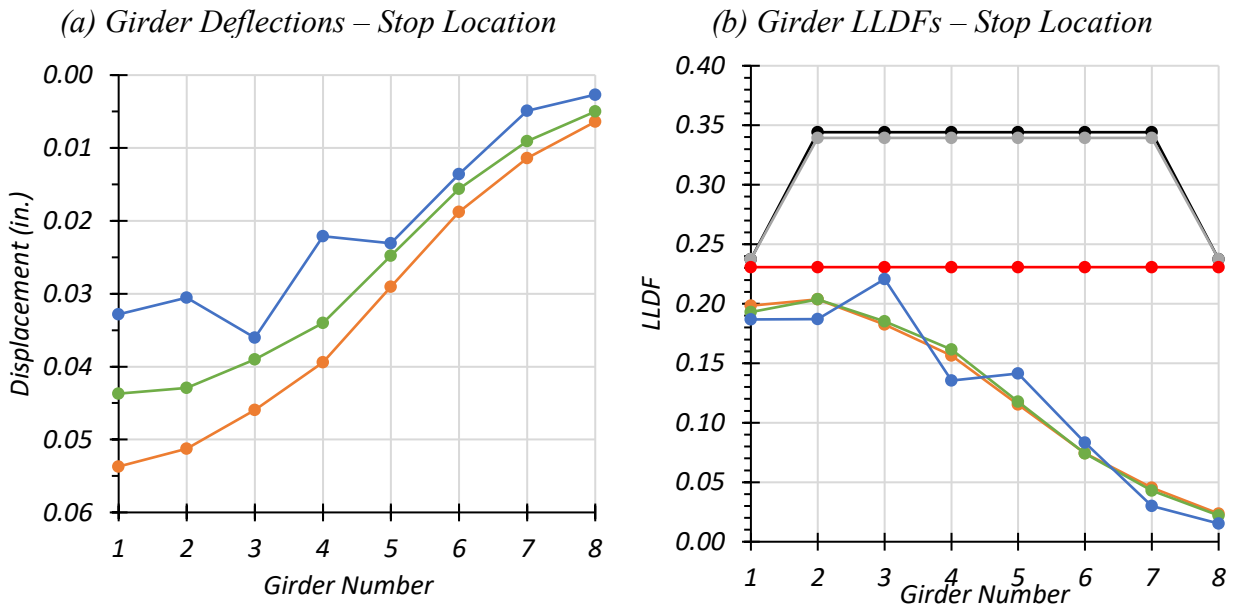 (a) Girder Deflections – Stop Location
0.00
0.01
0.02
0.03
0.04
0.05
0.06
Displacement (in.)
1 2 3 4 5 6 7 8
Girder Number
(b) Girder LLDFs – Stop Location
0.40
0.35
0.30
0.25
0.20
0.15
0.10
0.05
0.00
LLDF
1 2 3 4 5 6 7 8
Girder Number